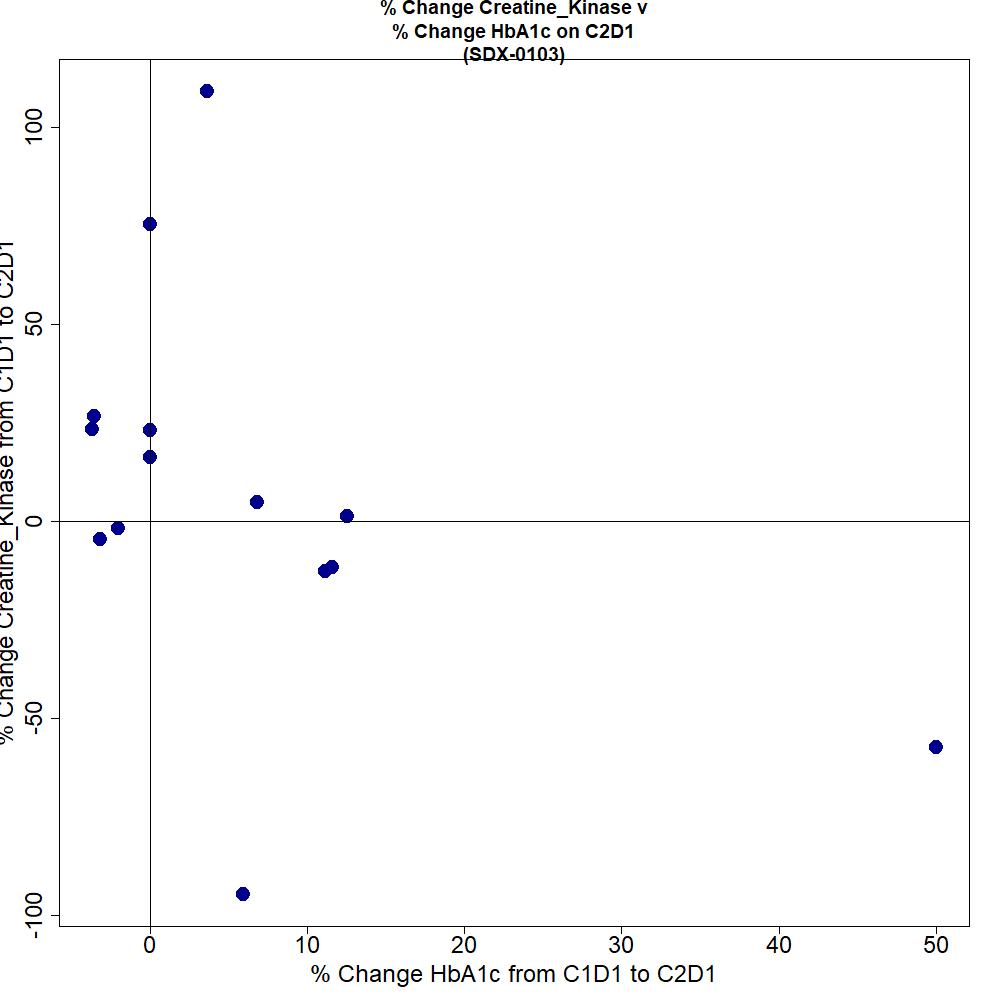 % Change Creatine_Kinase v
% Change HbA1c on C2D1
(SDX-0103)
% Change Creatine_Kinase from C1D1 to C2D1
100
50
0
-50
-100
0 10 20 30 40 50
% Change HbA1c from C1D1 to C2D1